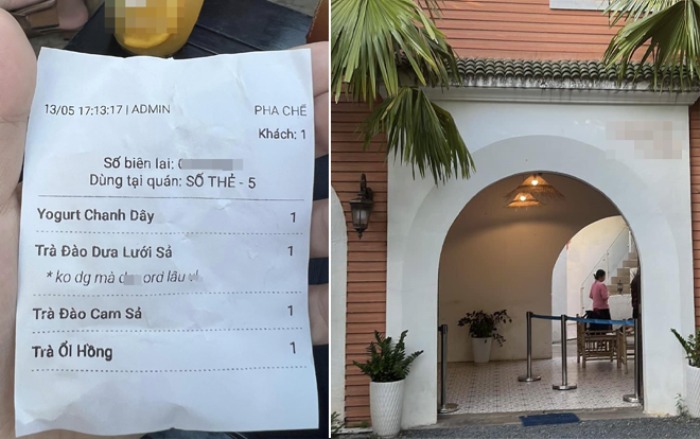 13/05 17:13:17 | ADMIN PHA CHẾ
Khách: 1
Số biên lai:
Dùng tại quán: SỐ THẺ - 5
Yogurt Chanh Dây 1
Trà Đào Dưa Lưới Sả 1
* ko dg mà ord lâu
Trà Đào Cam Sả 1
Trà Ổi Hồng 1